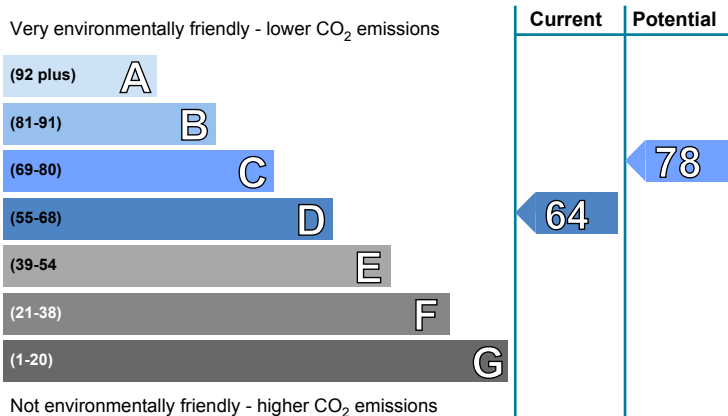 Current Potential
Very environmentally friendly - lower CO2 emissions
(92 plus) A
(81-91) B
(69-80) C
78
(55-68) D
64
(39-54 E
(21-38) F
(1-20) G
Not environmentally friendly - higher CO2 emissions